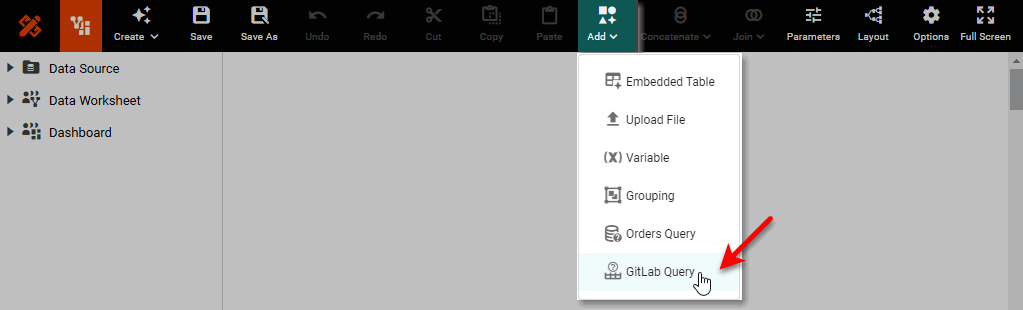 Create
Save
Save As
Undo
Redo
Cut
Copy
Paste
Add
Concatenate
Join
Parameters
Layout
Options
Full Screen
Data Source
Data Worksheet
Dashboard
Embedded Table
Upload File
(X) Variable
Grouping
Orders Query
GitLab Query